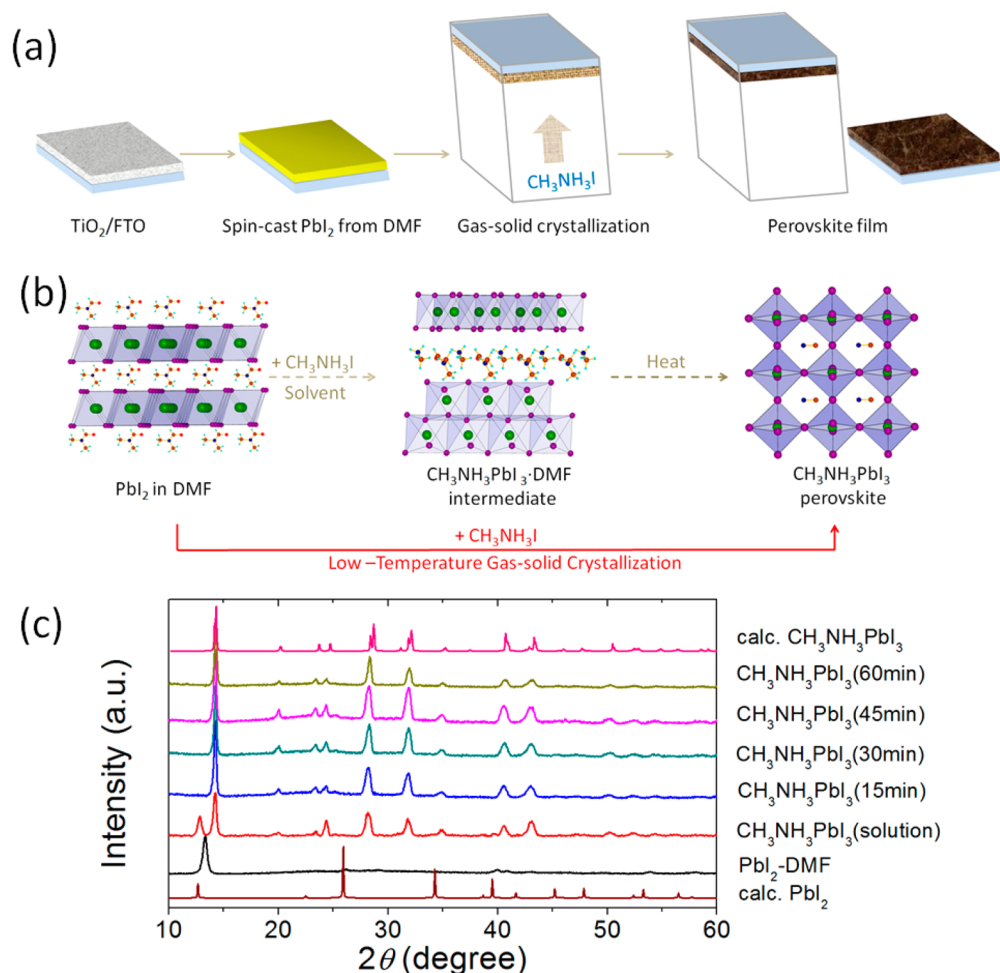 (a)
CH₃NH₃I
TiO₂/FTO
Spin-cast PbI₂ from DMF
Gas-solid crystallization
Perovskite film
(b)
+ CH₃NH₃I
Solvent
Heat
PbI₂ in DMF
CH₃NH₃PbI₃·DMF
intermediate
CH₃NH₃PbI₃
perovskite
+ CH₃NH₃I
Low –Temperature Gas-solid Crystallization
(c)
Intensity (a.u.)
calc. CH₃NH₃PbI₃
CH₃NH₃PbI₃(60min)
CH₃NH₃PbI₃(45min)
CH₃NH₃PbI₃(30min)
CH₃NH₃PbI₃(15min)
CH₃NH₃PbI₃(solution)
PbI₂-DMF
calc. PbI₂
10 20 30 40 50 60
2θ (degree)